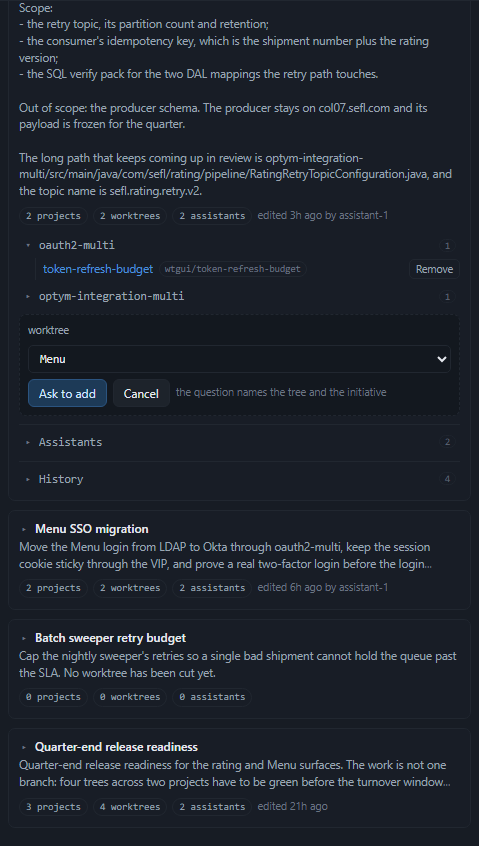 Scope:
- the retry topic, its partition count and retention;
- the consumer's idempotency key, which is the shipment number plus the rating
version;
- the SQL verify pack for the two DAL mappings the retry path touches.
Out of scope: the producer schema. The producer stays on col07.sefl.com and its
payload is frozen for the quarter.
The long path that keeps coming up in review is optym-integration-
multi/src/main/java/com/sefl/rating/pipeline/RatingRetryTopicConfiguration.java, and
the topic name is sefl.rating.retry.v2.
2 projects 2 worktrees 2 assistants edited 3h ago by assistant-1
oauth2-multi 1
token-refresh-budget wtgui/token-refresh-budget Remove
optym-integration-multi 1
worktree
Menu
Ask to add Cancel the question names the tree and the initiative
Assistants 2
History 4
Menu SSO migration
Move the Menu login from LDAP to Okta through oauth2-multi, keep the session
cookie sticky through the VIP, and prove a real two-factor login before the login...
2 projects 2 worktrees 2 assistants edited 6h ago by assistant-1
Batch sweeper retry budget
Cap the nightly sweeper's retries so a single bad shipment cannot hold the queue past
the SLA. No worktree has been cut yet.
0 projects 0 worktrees 0 assistants
Quarter-end release readiness
Quarter-end release readiness for the rating and Menu surfaces. The work is not one
branch: four trees across two projects have to be green before the turnover window...
3 projects 4 worktrees 2 assistants edited 21h ago